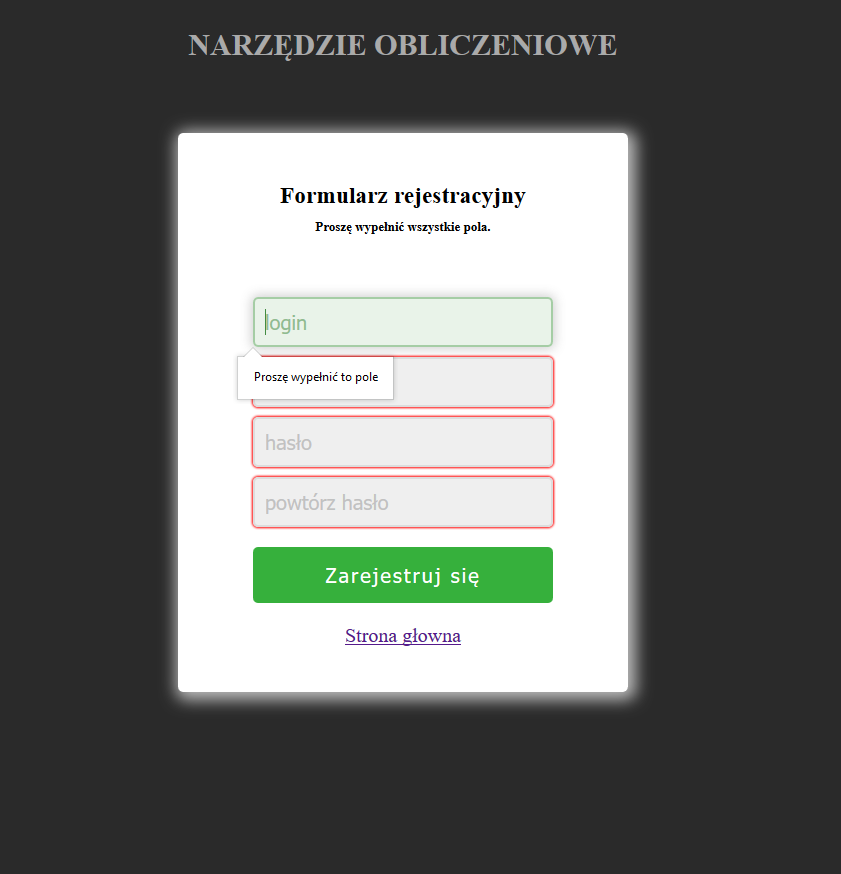 NARZĘDZIE OBLICZENIOWE
Formularz rejestracyjny
Proszę wypełnić wszystkie pola.
login
Proszę wypełnić to pole
hasło
powtórz hasło
Zarejestruj się
Strona głowna